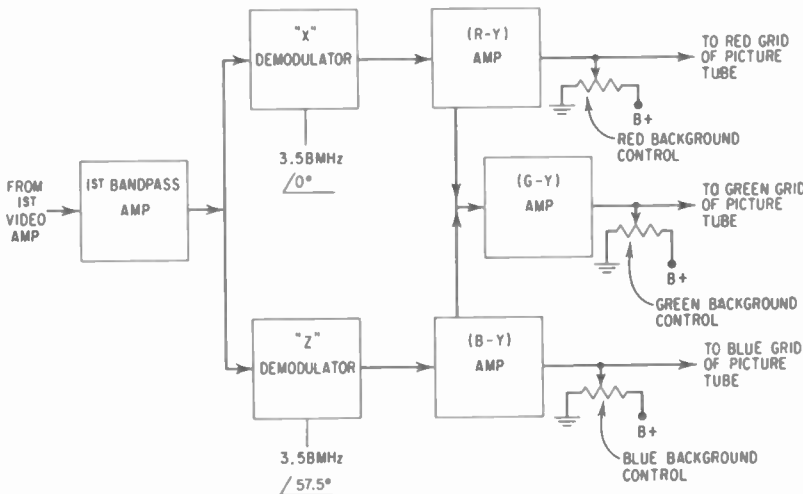 "X"
DEMODULATOR
(R-Y)
AMP
TO RED GRID
OF PICTURE
TUBE
B+
RED BACKGROUND
CONTROL
3.58MHz
/0°
FROM
1ST
VIDEO
AMP
1ST BANDPASS
AMP
(G-Y)
AMP
TO GREEN GRID
OF PICTURE
TUBE
B+
GREEN BACKGROUND
CONTROL
"Z"
DEMODULATOR
(B-Y)
AMP
TO BLUE GRID
OF PICTURE
TUBE
B+
BLUE BACKGROUND
CONTROL
3.58MHz
/57.5°